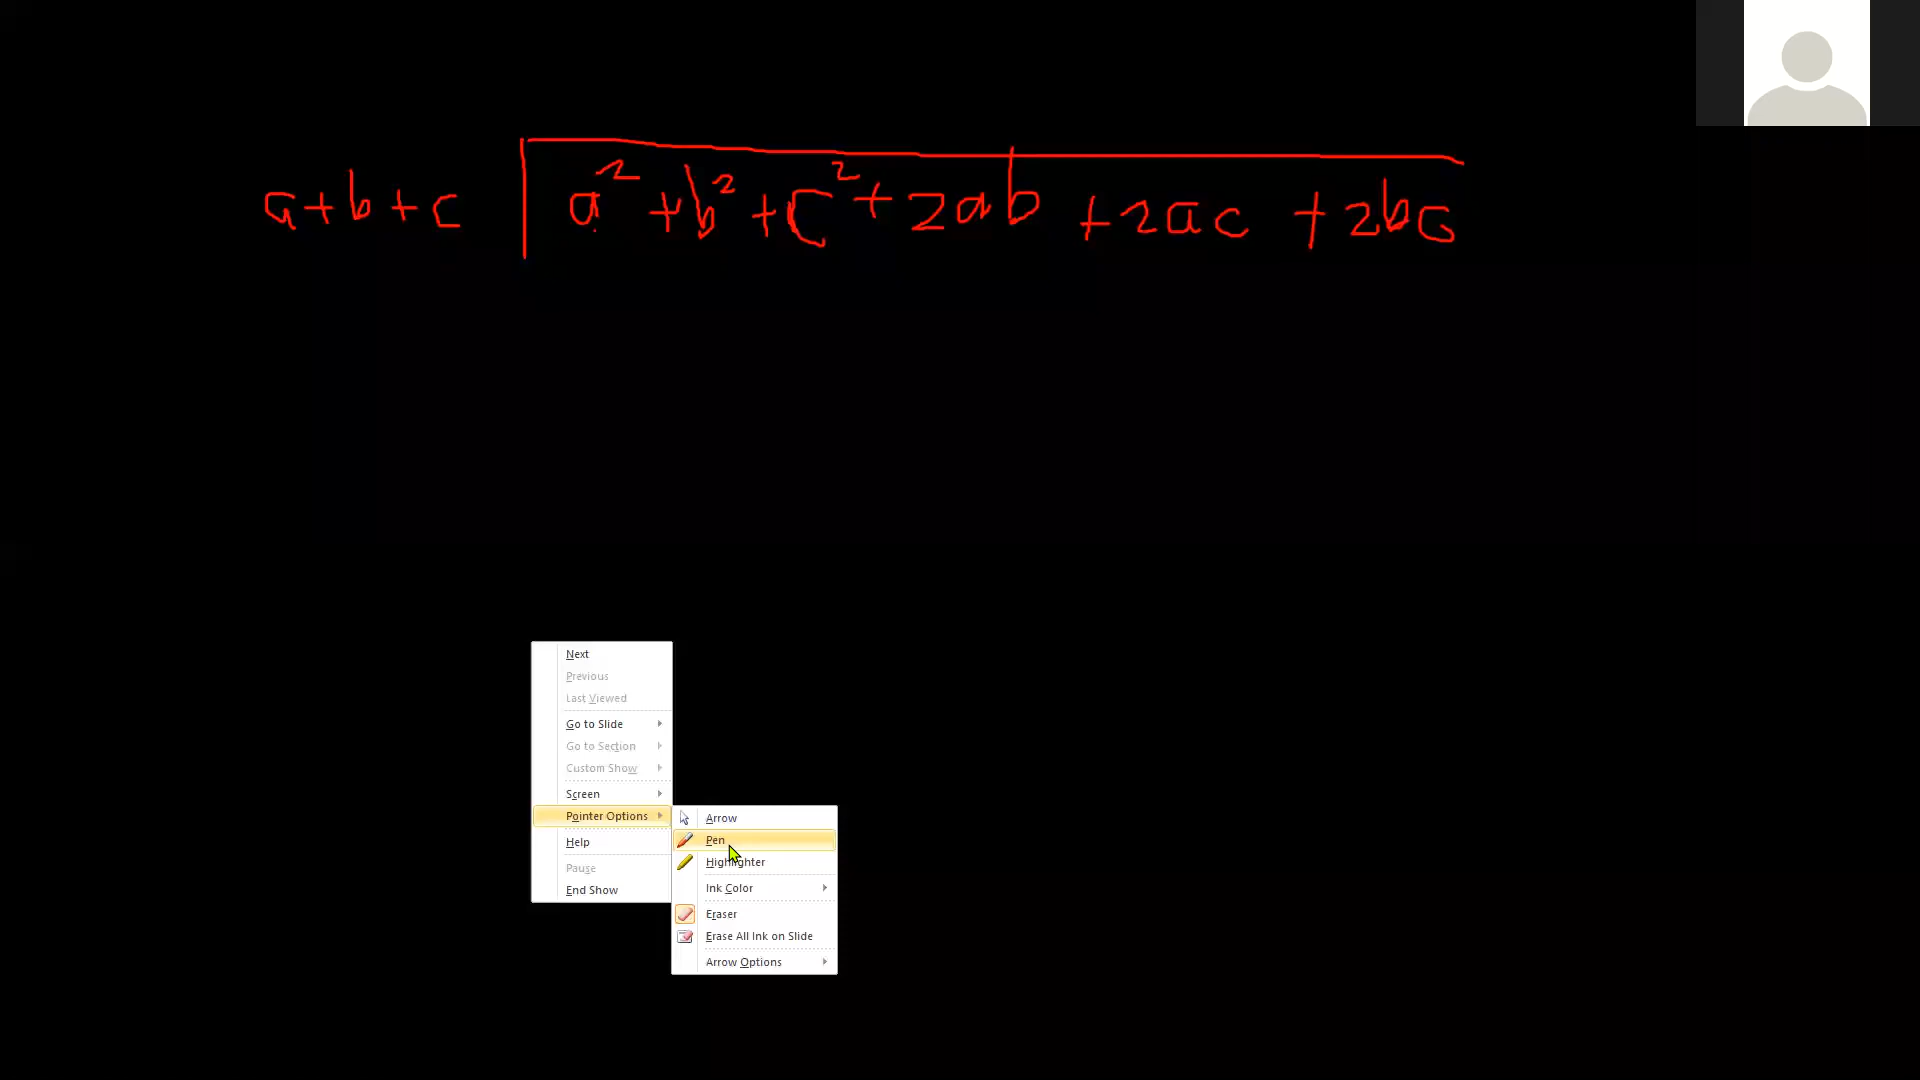 a+b+c a²+b²+c²+2ab+2ac+2bc
Next
Previous
Last Viewed
Go to Slide
Go to Section
Custom Show
Screen
Pointer Options
Help
Pause
End Show
Arrow
Pen
Highlighter
Ink Color
Eraser
Erase All Ink on Slide
Arrow Options